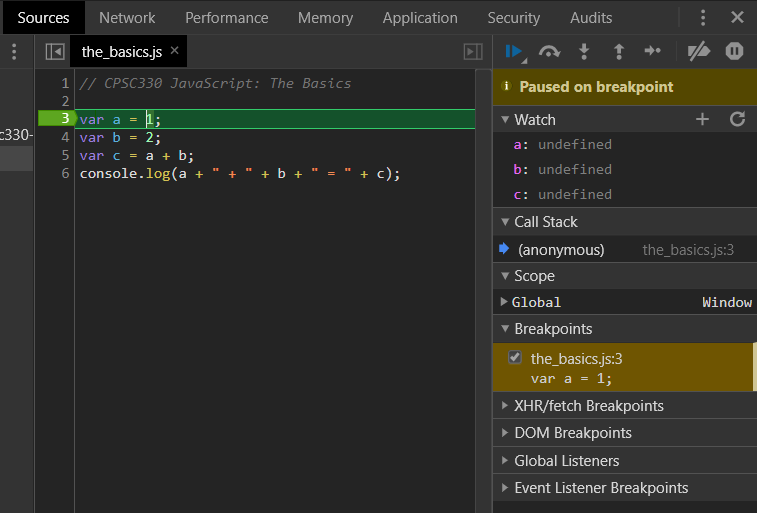 Sources Network Performance Memory Application Security Audits
the_basics.js
c330-
1 // CPSC330 JavaScript: The Basics
2
3 var a = 1;
4 var b = 2;
5 var c = a + b;
6 console.log(a + " + " + b + " = " + c);
Paused on breakpoint
Watch
a: undefined
b: undefined
c: undefined
Call Stack
(anonymous) the_basics.js:3
Scope
Global Window
Breakpoints
the_basics.js:3
var a = 1;
XHR/fetch Breakpoints
DOM Breakpoints
Global Listeners
Event Listener Breakpoints